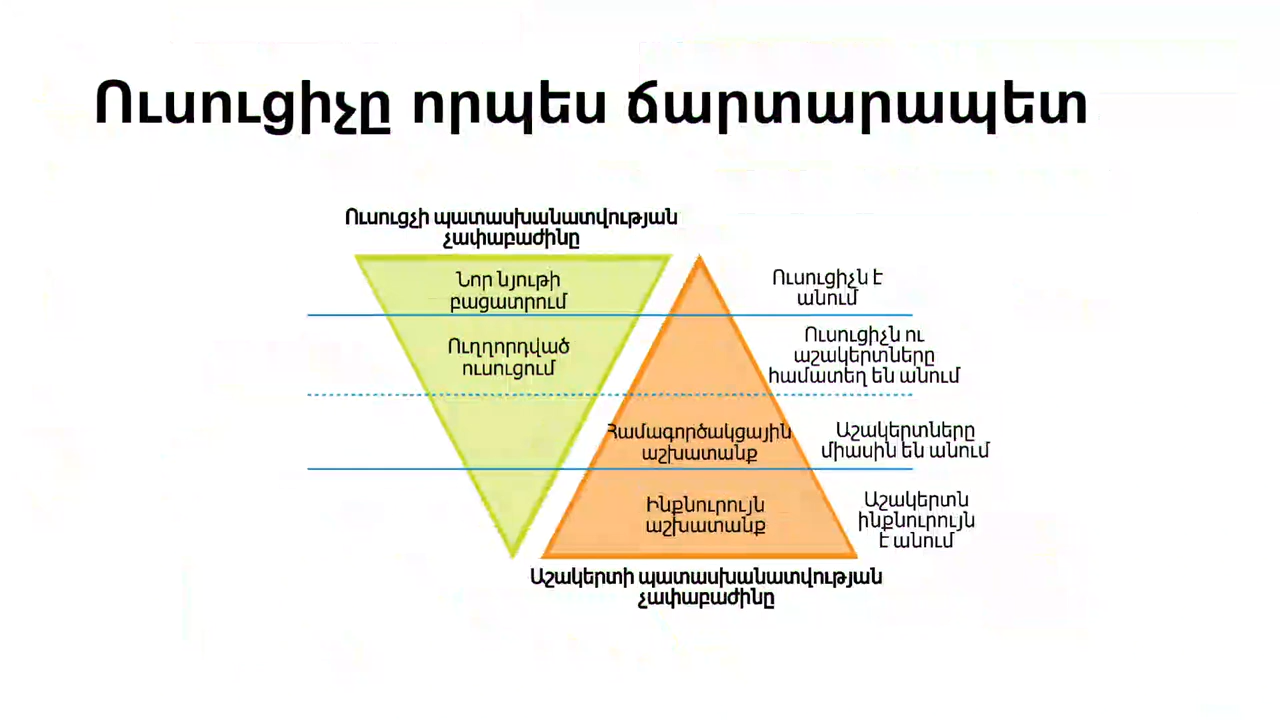 Ուսուցիչը որպես ճարտարապետ
Ուսուցչի պատասխանատվության
չափաբաժինը
Նոր նյութի
բացատրում
Ուսուցիչն է
անում
Ուղղորդված
ուսուցում
Ուսուցիչն ու
աշակերտները
համատեղ են անում
Համագործակցային
աշխատանք
Աշակերտները
միասին են անում
Ինքնուրույն
աշխատանք
Աշակերտն
ինքնուրույն
է անում
Աշակերտի պատասխանատվության
չափաբաժինը